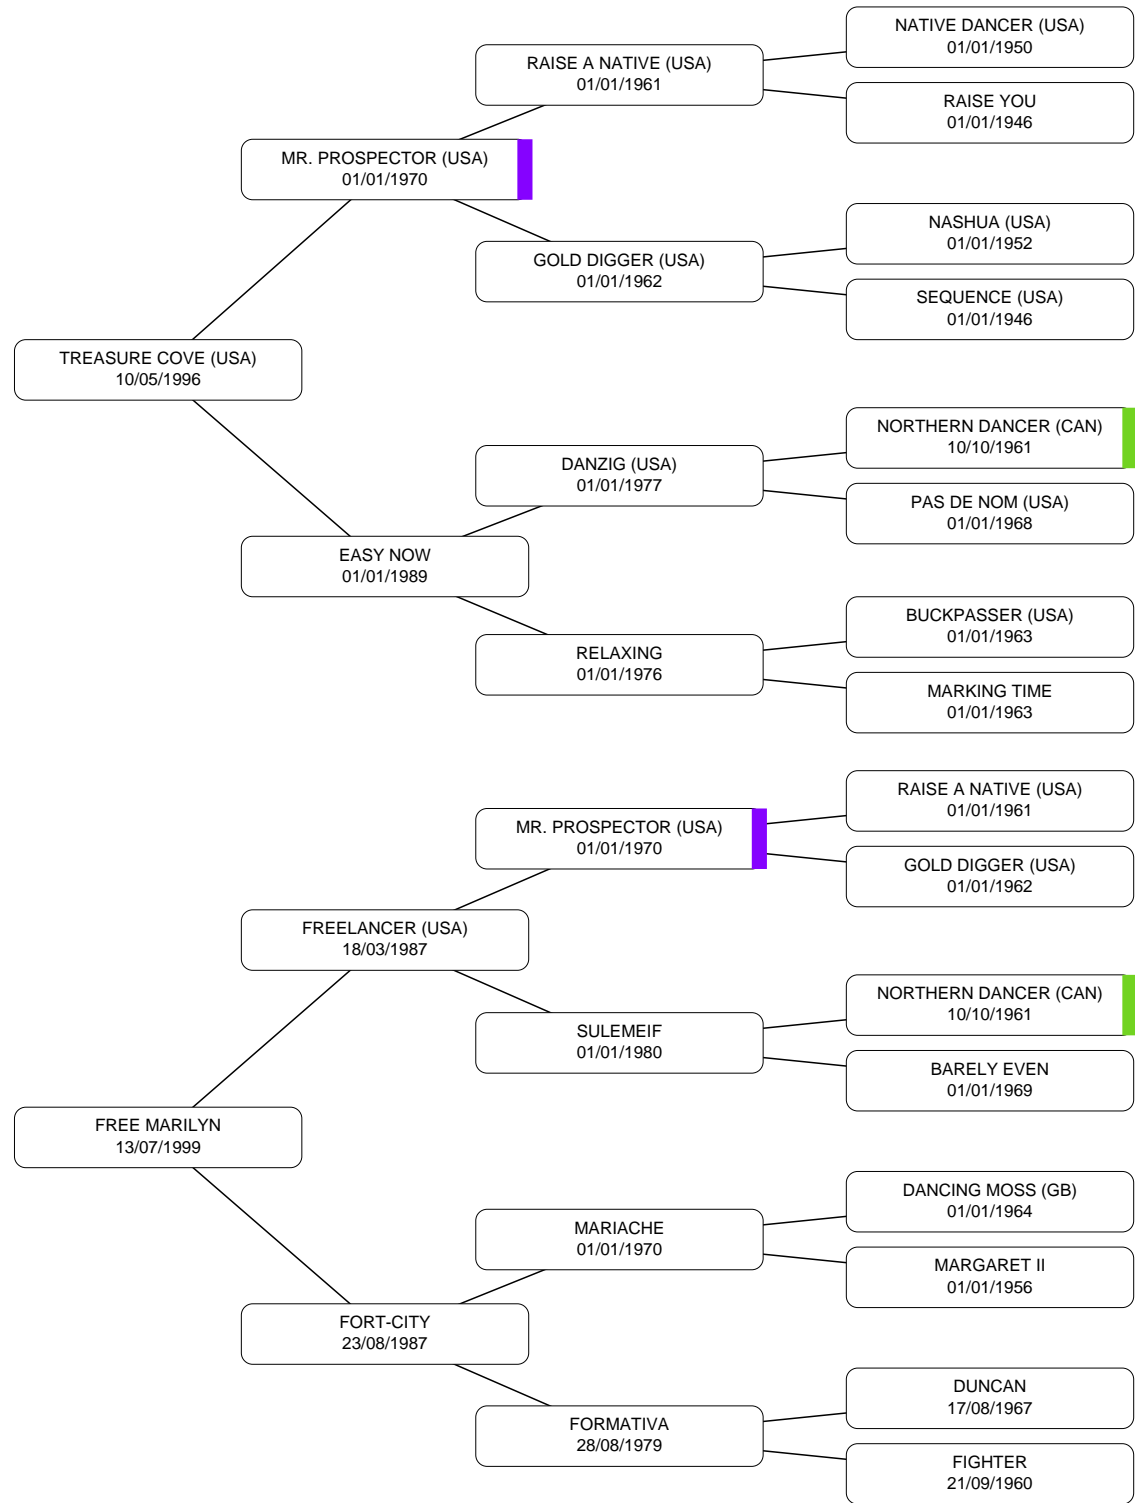 NATIVE DANCER (USA)
01/01/1950
RAISE A NATIVE (USA)
01/01/1961
RAISE YOU
01/01/1946
MR. PROSPECTOR (USA)
01/01/1970
NASHUA (USA)
01/01/1952
GOLD DIGGER (USA)
01/01/1962
SEQUENCE (USA)
01/01/1946
TREASURE COVE (USA)
10/05/1996
NORTHERN DANCER (CAN)
10/10/1961
DANZIG (USA)
01/01/1977
PAS DE NOM (USA)
01/01/1968
EASY NOW
01/01/1989
BUCKPASSER (USA)
01/01/1963
RELAXING
01/01/1976
MARKING TIME
01/01/1963
RAISE A NATIVE (USA)
01/01/1961
MR. PROSPECTOR (USA)
01/01/1970
GOLD DIGGER (USA)
01/01/1962
FREELANCER (USA)
18/03/1987
NORTHERN DANCER (CAN)
10/10/1961
SULEMEIF
01/01/1980
BARELY EVEN
01/01/1969
FREE MARILYN
13/07/1999
DANCING MOSS (GB)
01/01/1964
MARIACHE
01/01/1970
MARGARET II
01/01/1956
FORT-CITY
23/08/1987
DUNCAN
17/08/1967
FORMATIVA
28/08/1979
FIGHTER
21/09/1960